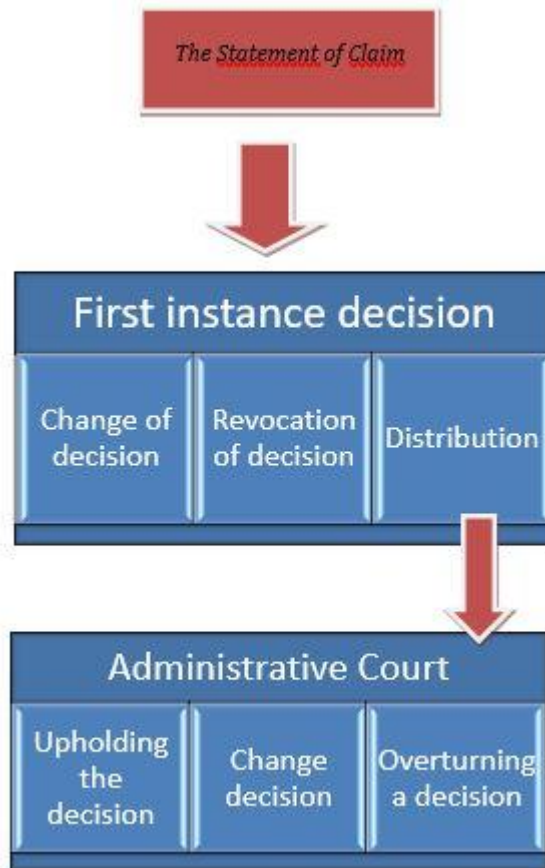 The Statement of Claim
First instance decision
Change of
decision
Revocation
of decision
Distribution
Administrative Court
Upholding
the
decision
Change
decision
Overturning
a decision